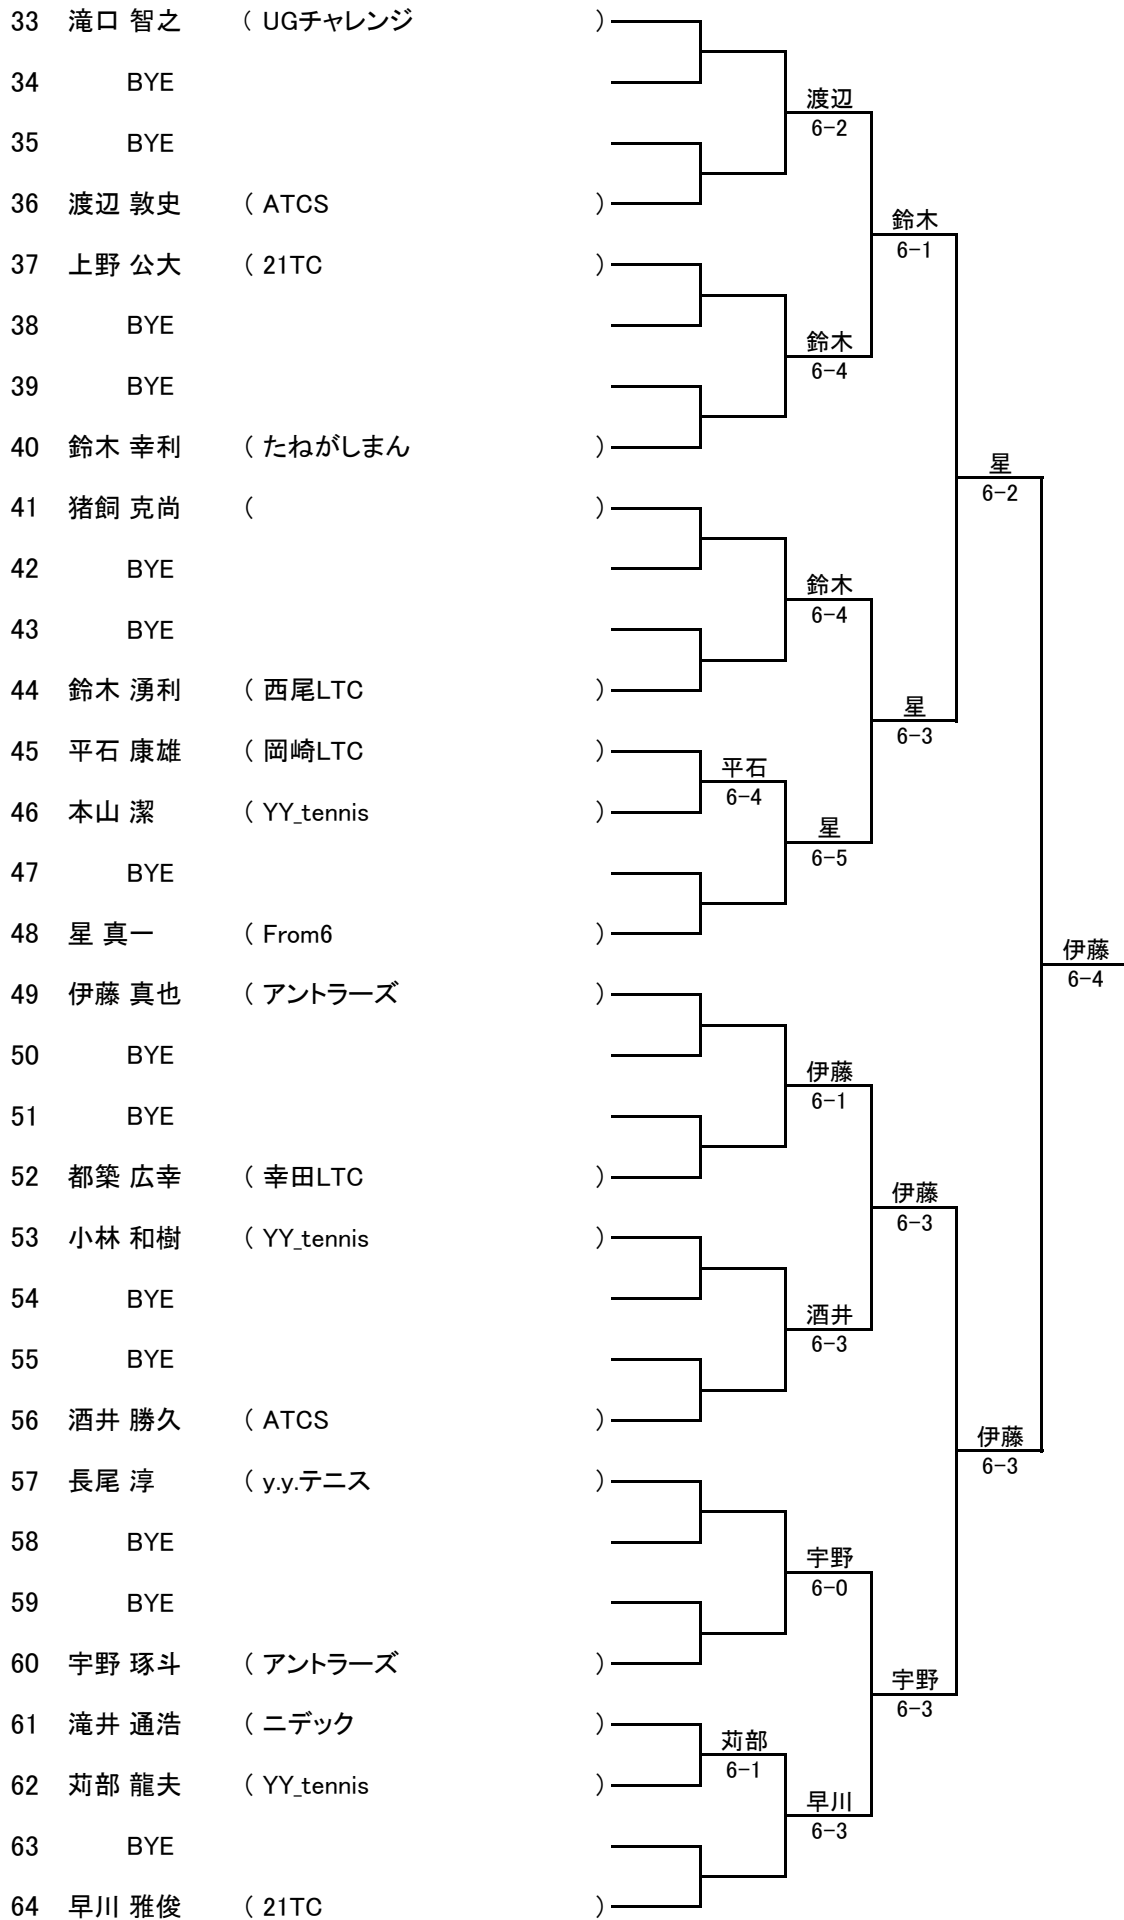 33 滝口 智之 ( UGチャレンジ )
34 BYE
渡辺
6-2
35 BYE
36 渡辺 敦史 ( ATCS )
鈴木
6-1
37 上野 公大 ( 21TC )
38 BYE
鈴木
6-4
39 BYE
40 鈴木 幸利 ( たねがしまん )
星
6-2
41 猪飼 克尚 ( )
42 BYE
鈴木
6-4
43 BYE
44 鈴木 湧利 ( 西尾LTC )
星
6-3
45 平石 康雄 ( 岡崎LTC )
平石
6-4
46 本山 潔 ( YY_tennis )
星
6-5
47 BYE
48 星 真一 ( From6 )
伊藤
6-4
49 伊藤 真也 ( アントラーズ )
50 BYE
伊藤
6-1
51 BYE
52 都築 広幸 ( 幸田LTC )
伊藤
6-3
53 小林 和樹 ( YY_tennis )
54 BYE
酒井
6-3
55 BYE
56 酒井 勝久 ( ATCS )
伊藤
6-3
57 長尾 淳 ( y.y.テニス )
58 BYE
宇野
6-0
59 BYE
60 宇野 琢斗 ( アントラーズ )
宇野
6-3
61 滝井 通浩 ( ニデック )
苅部
6-1
62 苅部 龍夫 ( YY_tennis )
早川
6-3
63 BYE
64 早川 雅俊 ( 21TC )